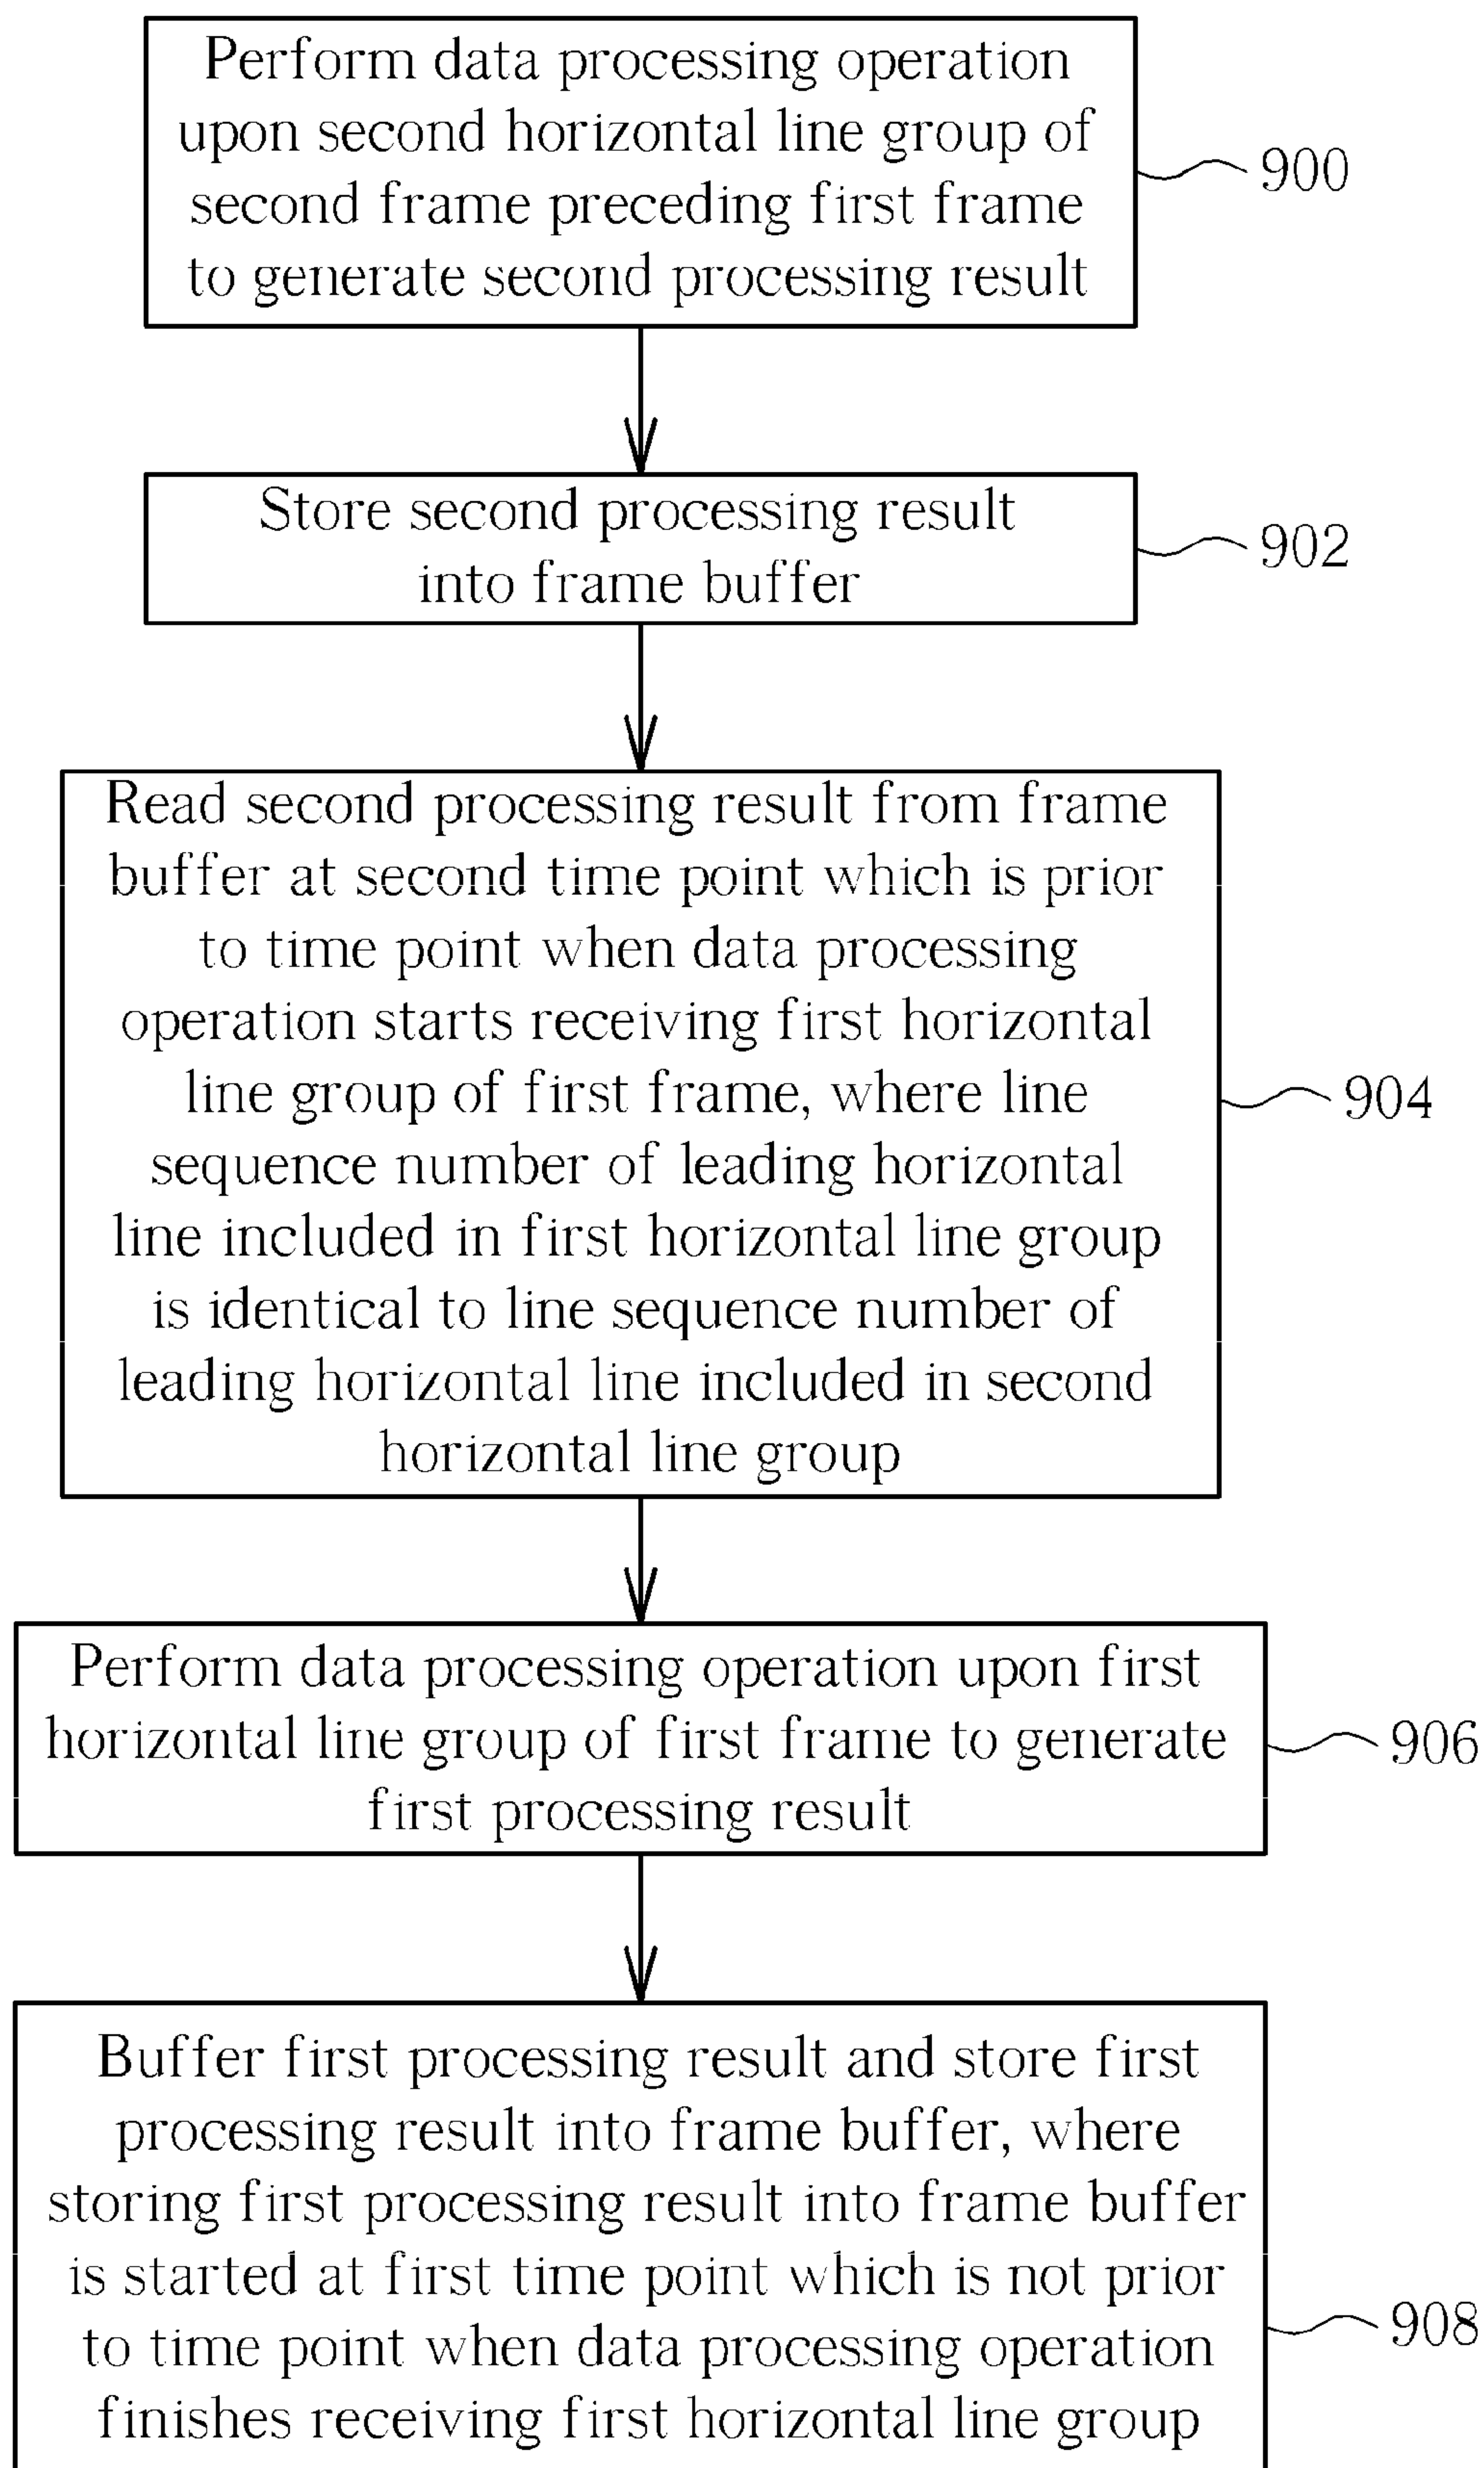 Perform data processing operation
upon second horizontal line group of
second frame preceding first frame
to generate second processing result
900
Store second processing result
into frame buffer
902
Read second processing result from frame
buffer at second time point which is prior
to time point when data processing
operation starts receiving first horizontal
line group of first frame, where line
sequence number of leading horizontal
line included in first horizontal line group
is identical to line sequence number of
leading horizontal line included in second
horizontal line group
904
Perform data processing operation upon first
horizontal line group of first frame to generate
first processing result
906
Buffer first processing result and store first
processing result into frame buffer, where
storing first processing result into frame buffer
is started at first time point which is not prior
to time point when data processing operation
finishes receiving first horizontal line group
908